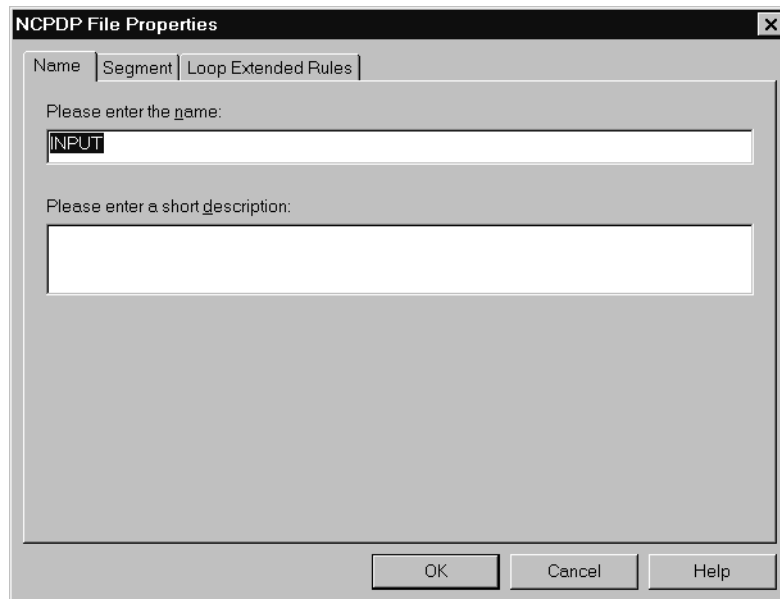 NCPDP File Properties
Name Segment Loop Extended Rules
Please enter the name:
INPUT
Please enter a short description:
OK Cancel Help